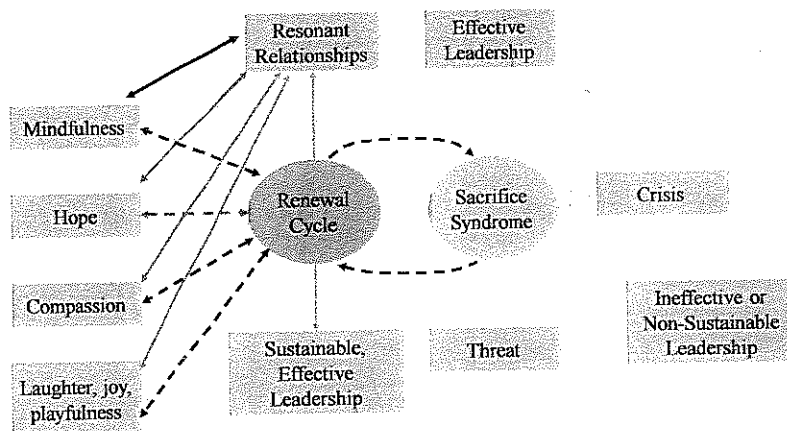 Resonant
Relationships
Effective
Leadership
Mindfulness
Hope
Renewal
Cycle
Sacrifice
Syndrome
Crisis
Compassion
Laughter, joy,
playfulness
Sustainable,
Effective
Leadership
Threat
Ineffective or
Non-Sustainable
Leadership